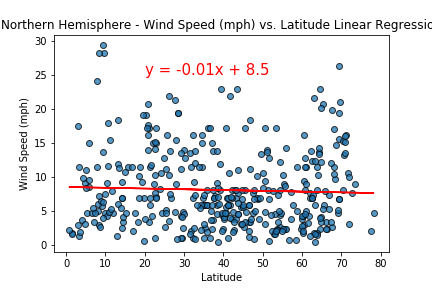 Northern Hemisphere - Wind Speed (mph) vs. Latitude Linear Regressio
y = -0.01x + 8.5
Wind Speed (mph)
30
25
20
15
10
5
0
0 10 20 30 40 50 60 70 80
Latitude